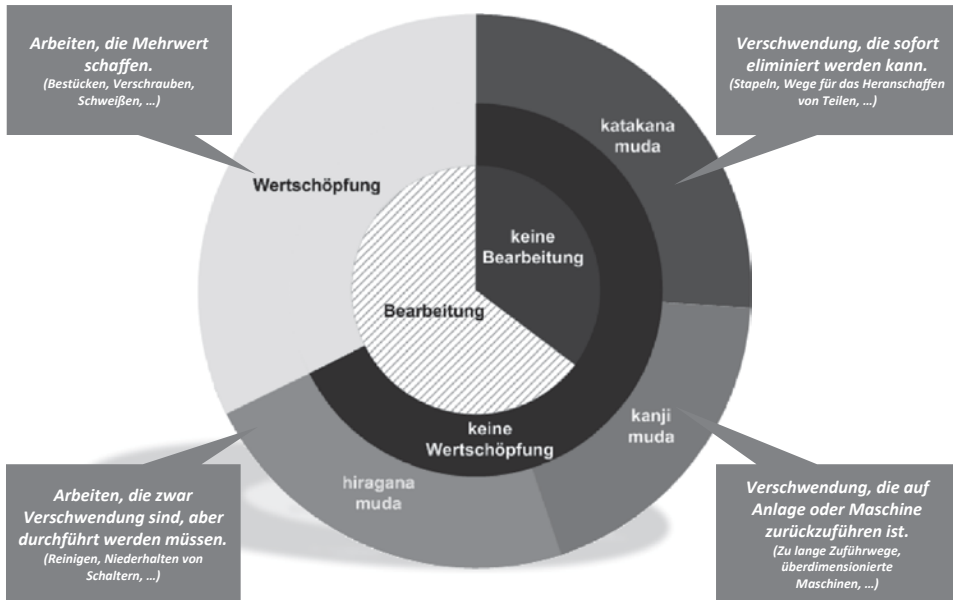 Arbeiten, die Mehrwert
schaffen.
(Bestücken, Verschrauben,
Schweißen, ...)
Verschwendung, die sofort
eliminiert werden kann.
(Stapeln, Wege für das Heranschaffen
von Teilen, ...)
katakana
muda
Wertschöpfung
keine
Bearbeitung
Bearbeitung
kanji
muda
keine
Wertschöpfung
hiragana
muda
Arbeiten, die zwar
Verschwendung sind, aber
durchführt werden müssen.
(Reinigen, Niederhalten von
Schaltern, ...)
Verschwendung, die auf
Anlage oder Maschine
zurückzuführen ist.
(Zu lange Zuführwege,
überdimensionierte
Maschinen, ...)